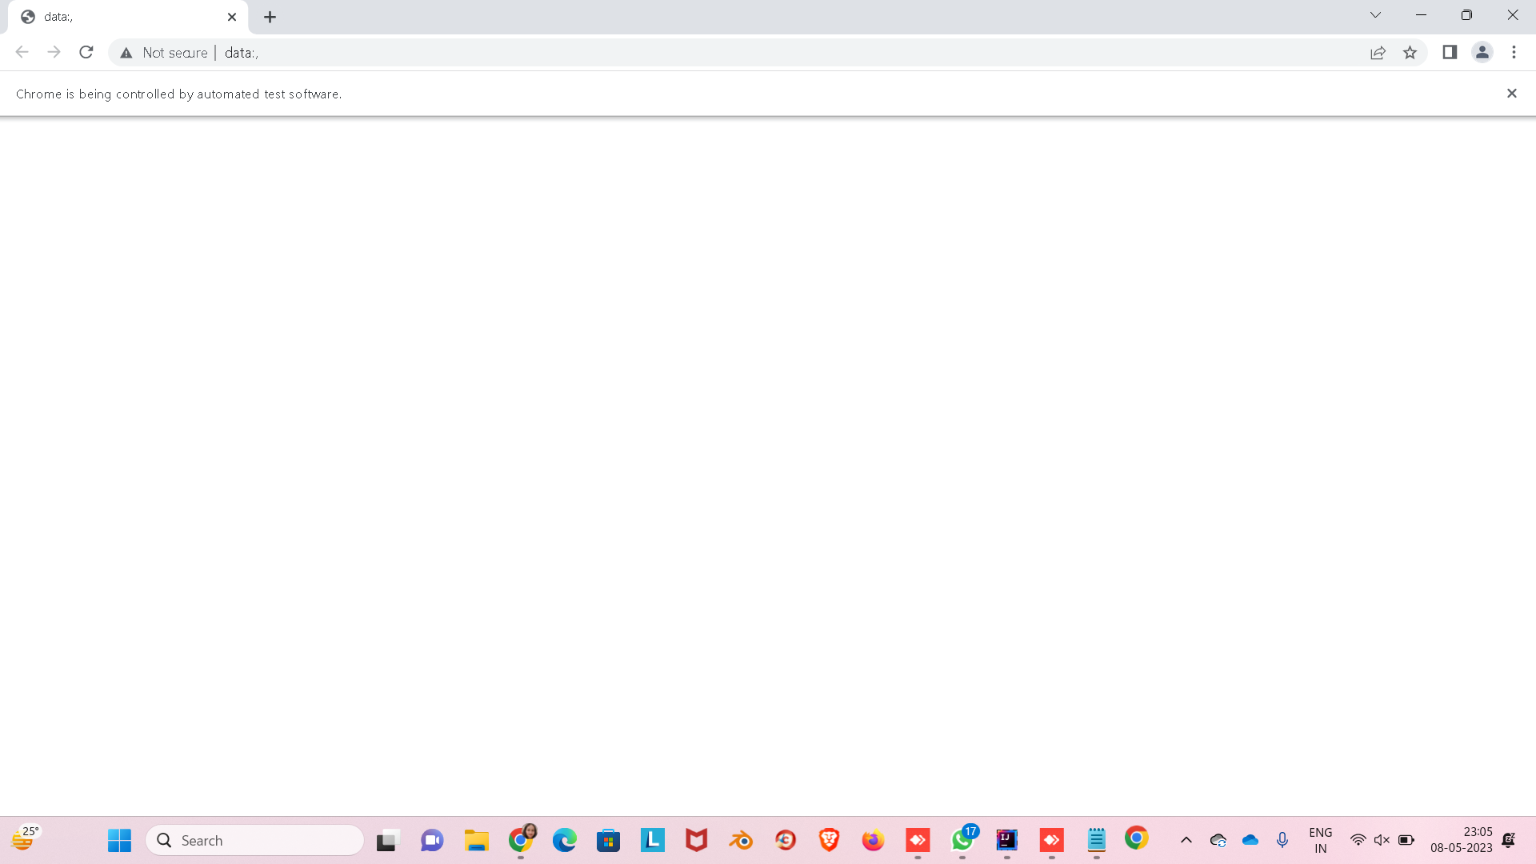 data:,
Not secure | data:,
Chrome is being controlled by automated test software.
25°
Search
L
17
IJ
ENG
IN
23:05
08-05-2023